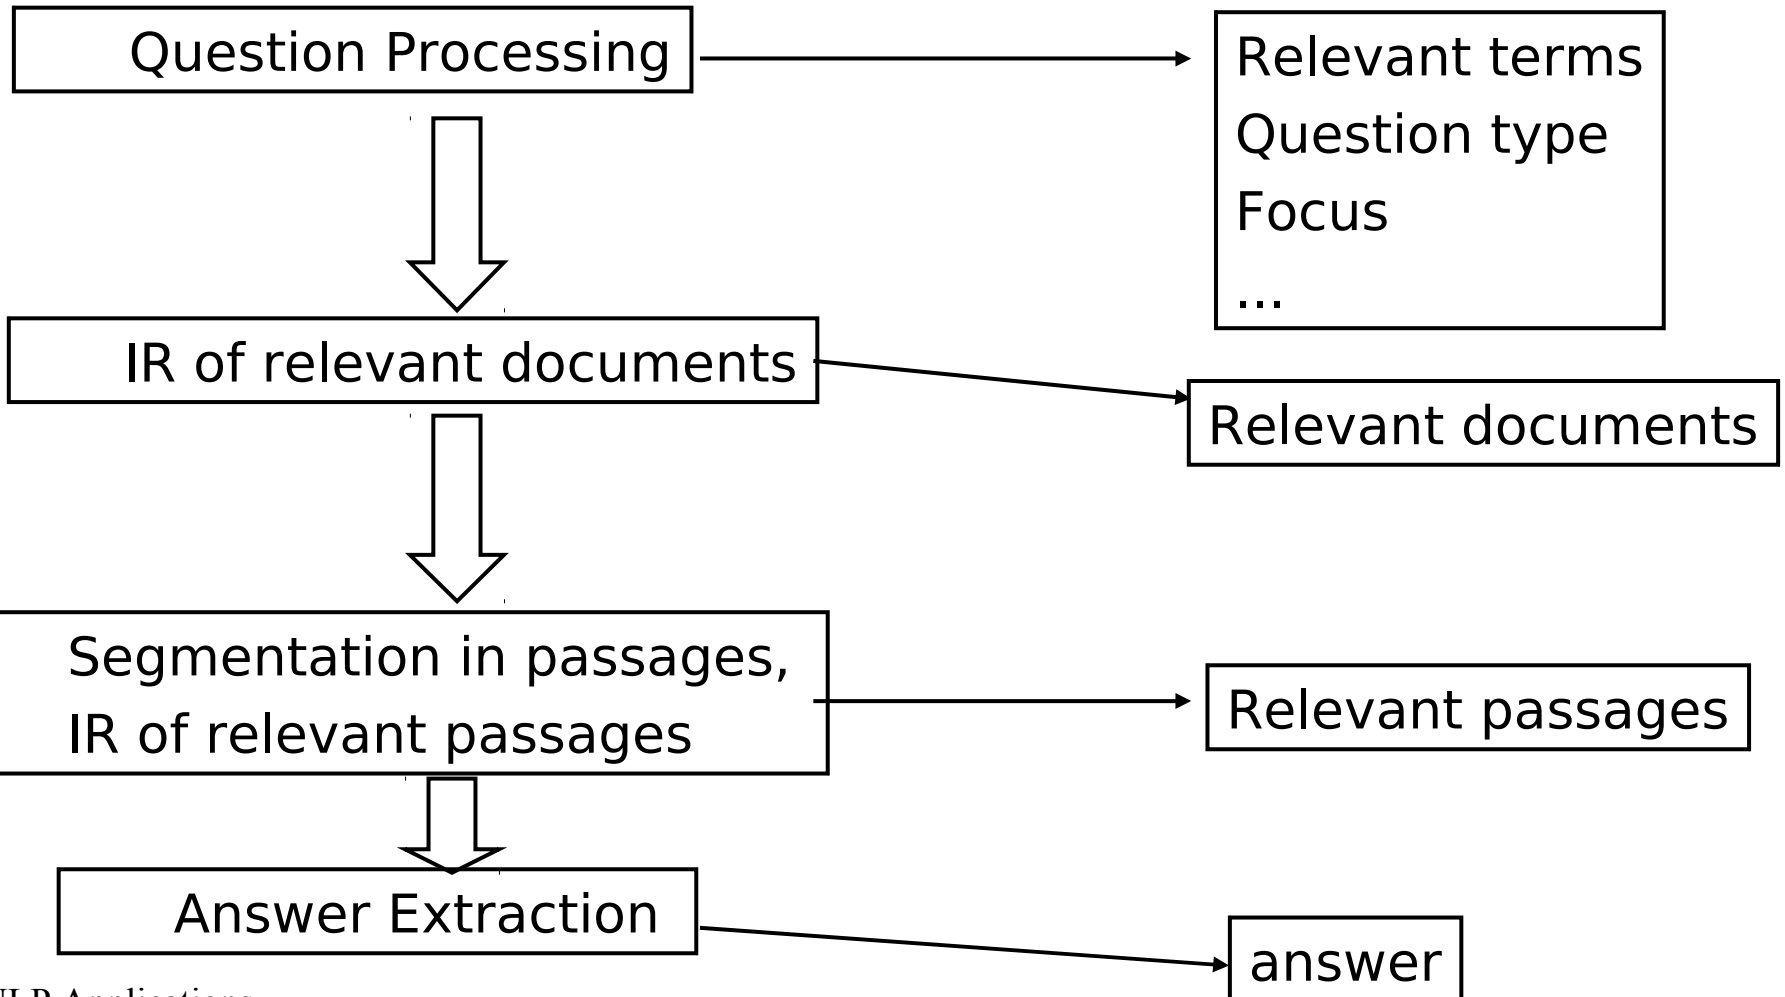 Question Processing
Relevant terms
Question type
Focus
...
IR of relevant documents
Relevant documents
Segmentation in passages,
IR of relevant passages
Relevant passages
Answer Extraction
answer
Applications